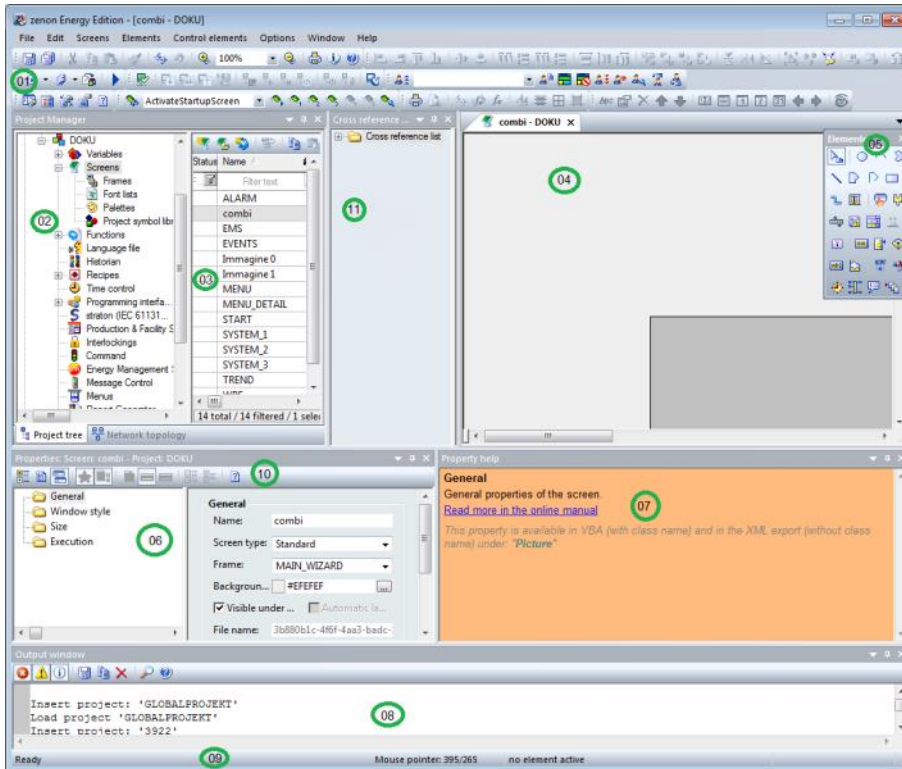 zenon Energy Edition - [combi - DOKU]
File Edit Screens Elements Control elements Options Window Help
100%
01
ActivateStartupScreen
Project Manager
Cross reference ...
combi - DOKU
Elements
05
DOKU
Variables
Screens
Frames
Font lists
Palettes
Project symbol libr
02
Functions
Language file
Historian
Recipes
Time control
Programming interfa...
straton (IEC 61131...
Production & Facility S
Interlockings
Command
Energy Management
Message Control
Menus
Project tree
Network topology
Status Name
Filter text
ALARM
combi
EMS
EVENTS
Immagine 0
Immagine 1
03
MENU
MENU_DETAIL
START
SYSTEM_1
SYSTEM_2
SYSTEM_3
TREND
14 total / 14 filtered / 1 selec
Cross reference list
11
04
Properties: Screen: combi - Project: DOKU
10
General
Window style
Size
Execution
06
General
Name: combi
Screen type: Standard
Frame: MAIN_WIZARD
Backgroun... #EFEFEF ...
Visible under ... Automatic la...
File name: 3b880b1c-4f6f-4aa3-badc-
Property help
General
General properties of the screen.
Read more in the online manual
07
This property is available in VBA (with class name) and in the XML export (without class
name) under: "Picture"
Output window
Insert project: 'GLOBALPROJEKT'
Load project 'GLOBALPROJEKT'
Insert project: '3922'
08
Ready
09
Mouse pointer: 395/265
no element active